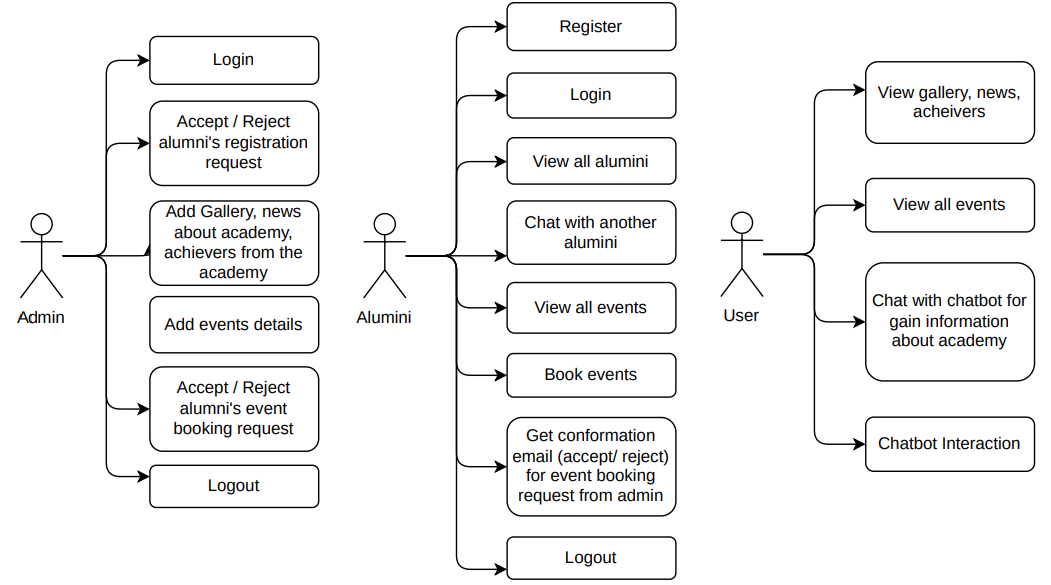 Login
Accept / Reject
alumni's registration
request
Add Gallery, news
about academy,
achievers from the
academy
Admin
Add events details
Accept / Reject
alumni's event
booking request
Logout
Register
Login
View all alumini
Chat with another
alumini
Alumini
View all events
Book events
Get conformation
email (accept/ reject)
for event booking
request from admin
Logout
View gallery, news,
acheivers
View all events
User
Chat with chatbot for
gain information
about academy
Chatbot Interaction